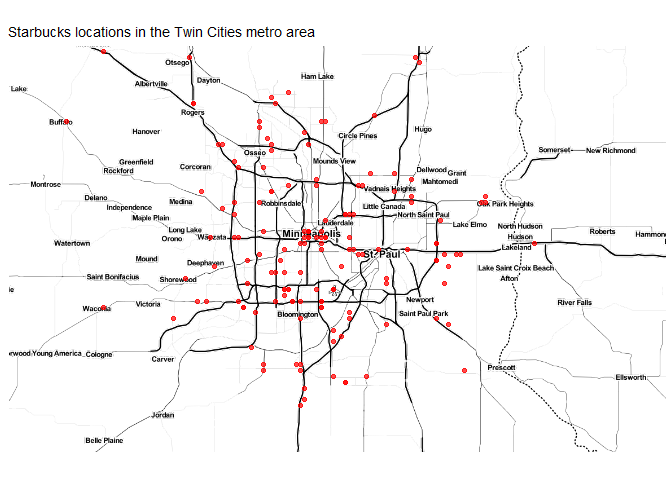 Starbucks locations in the Twin Cities metro area
Otsego
Ham Lake
Dayton
Albertville
Lake
Rogers
Buffalo
Hugo
Hanover
Circle Pines
Osseo
Somerset
New Richmond
Greenfield
Mounds View
Corcoran
Rockford
Dellwood
Grant
Montrose
Mahtomedi
Vadnais Heights
Delano
Medina
Robbinsdale
Oak Park Heights
Independence
Little Canada
Maple Plain
North Saint Paul
Lauderdale
Lake Elmo
North Hudson
Long Lake
Minneapolis
Roberts
Hammon
Orono
Wayzata
Hudson
Watertown
Lakeland
St. Paul
Mound
Deephaven
Lake Saint Croix Beach
Saint Bonifacius
Shorewood
Afton
ie
Newport
Victoria
River Falls
Waconia
Bloomington
Saint Paul Park
rwood Young America
Cologne
Carver
Prescott
Ellsworth
Jordan
Belle Plaine